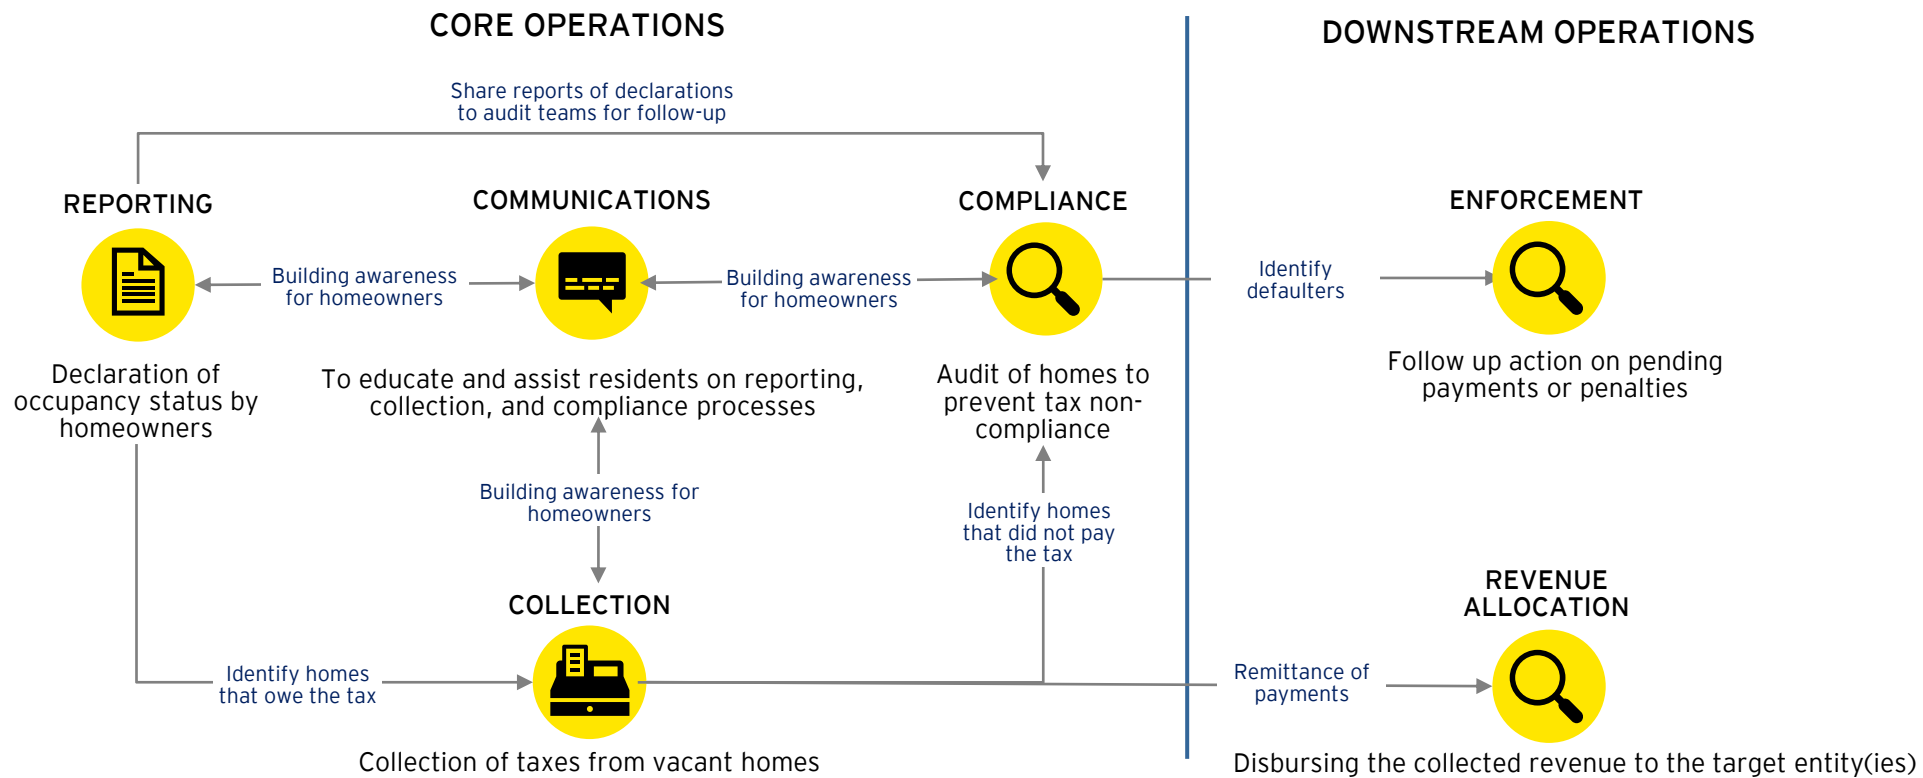 CORE OPERATIONS
DOWNSTREAM OPERATIONS
Share reports of declarations
to audit teams for follow-up
REPORTING
COMMUNICATIONS
COMPLIANCE
ENFORCEMENT
Building awareness
for homeowners
Building awareness
for homeowners
Identify
defaulters
Declaration of
occupancy status by
homeowners
To educate and assist residents on reporting,
collection, and compliance processes
Audit of homes to
prevent tax non-
compliance
Follow up action on pending
payments or penalties
Building awareness for
homeowners
Identify homes
that did not pay
the tax
COLLECTION
REVENUE
ALLOCATION
Identify homes
that owe the tax
Remittance of
payments
Collection of taxes from vacant homes
Disbursing the collected revenue to the target entity(ies)